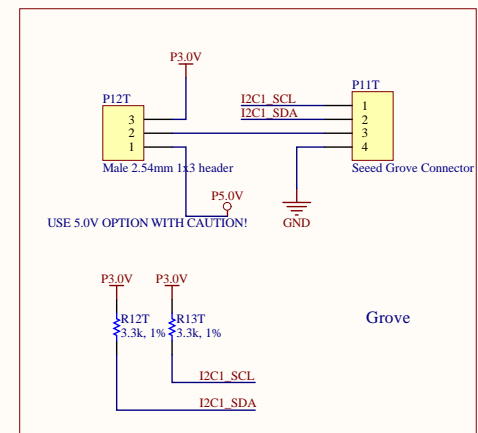 P3.0V
P12T
3
2
1
Male 2.54mm 1x3 header
I2C1_SCL
I2C1_SDA
P11T
1
2
3
4
Seeed Grove Connector
P5.0V
GND
USE 5.0V OPTION WITH CAUTION!
P3.0V
P3.0V
R12T
3.3k, 1%
R13T
3.3k, 1%
Grove
I2C1_SCL
I2C1_SDA